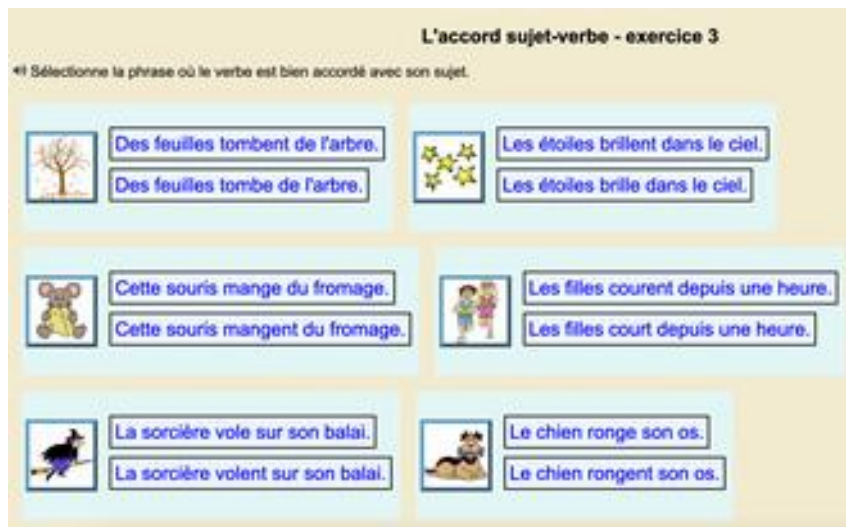 L'accord sujet-verbe - exercice 3
Sélectionne la phrase où le verbe est bien accordé avec son sujet.
Des feuilles tombent de l'arbre.
Des feuilles tombe de l'arbre.
Les étoiles brillent dans le ciel.
Les étoiles brille dans le ciel.
Cette souris mange du fromage.
Cette souris mangent du fromage.
Les filles courent depuis une heure.
Les filles court depuis une heure.
La sorcière vole sur son balai.
La sorcière volent sur son balai.
Le chien ronge son os.
Le chien rongent son os.